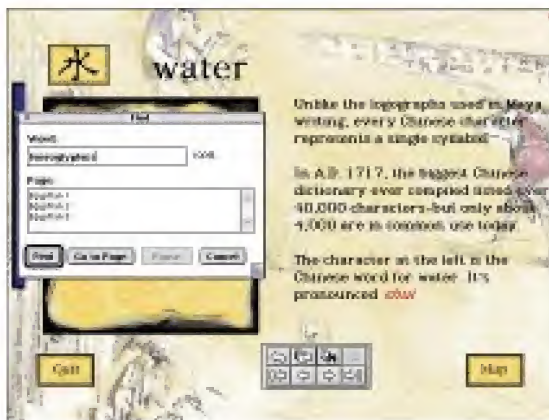 water
Find
Word:
Page:
Find Go to Page Cancel
Unlike the logographs used in Maya
writing, every Chinese character
represents a single symbol
In A.D. 1717, the biggest Chinese
dictionary ever compiled listed over
40,000 characters-but only about
4,000 are in common use today.
The character at the left is the
Chinese word for water. It's
pronounced shui
Quit
Map